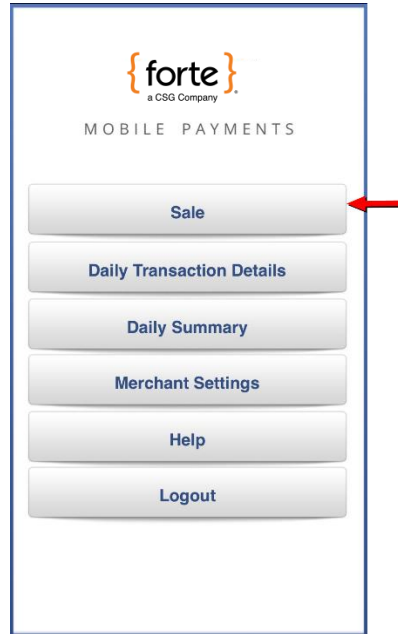 {forte}.
a CSG Company
MOBILE PAYMENTS
Sale
Daily Transaction Details
Daily Summary
Merchant Settings
Help
Logout